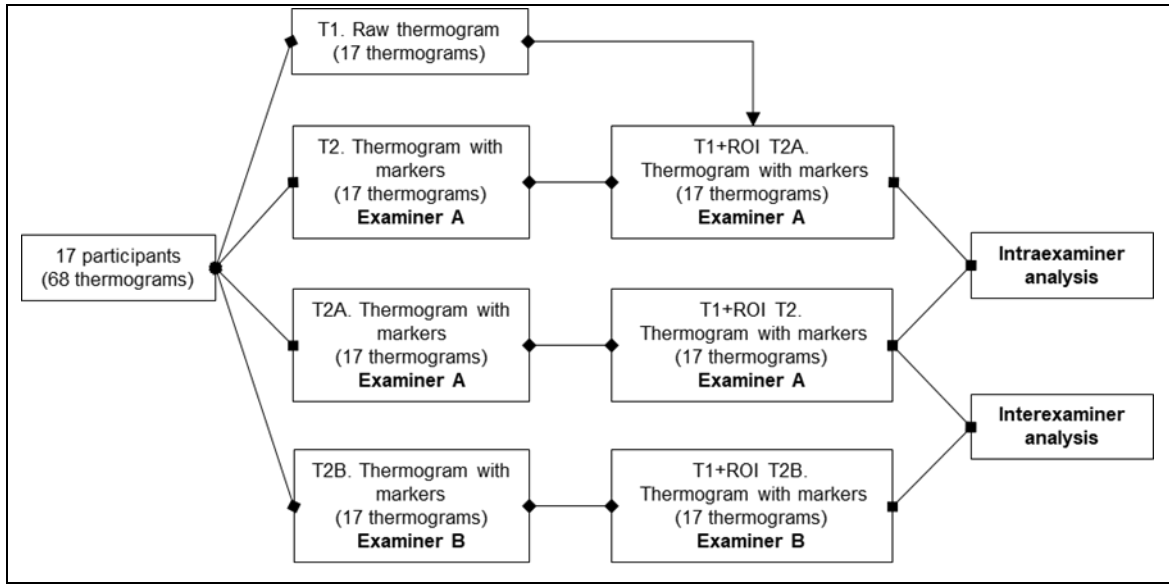 T1. Raw thermogram
(17 thermograms)
T2. Thermogram with
markers
(17 thermograms)
Examiner A
T1+ROI T2A.
Thermogram with markers
(17 thermograms)
Examiner A
17 participants
(68 thermograms)
Intraexaminer
analysis
T2A. Thermogram with
markers
(17 thermograms)
Examiner A
T1+ROI T2.
Thermogram with markers
(17 thermograms)
Examiner A
Interexaminer
analysis
T2B. Thermogram with
markers
(17 thermograms)
Examiner B
T1+ROI T2B.
Thermogram with markers
(17 thermograms)
Examiner B